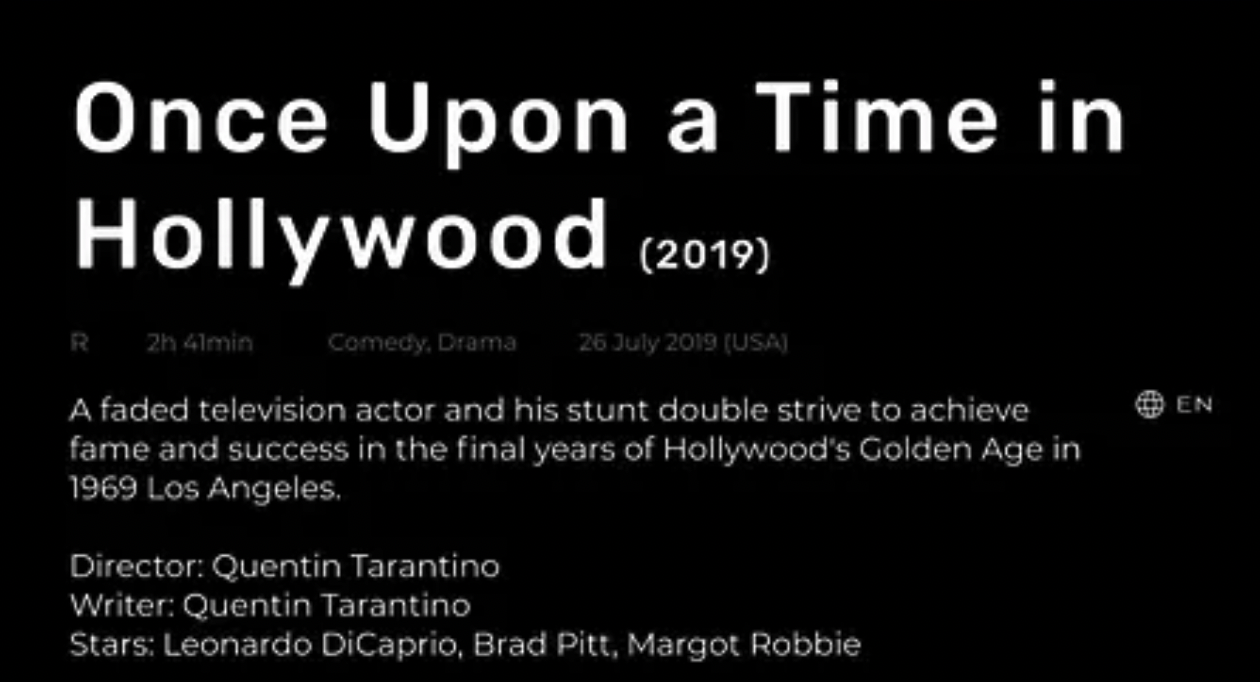 Once Upon a Time in
Hollywood (2019)
R 2h 41min Comedy, Drama 26 July 2019 (USA)
A faded television actor and his stunt double strive to achieve
fame and success in the final years of Hollywood's Golden Age in
1969 Los Angeles.
EN
Director: Quentin Tarantino
Writer: Quentin Tarantino
Stars: Leonardo DiCaprio, Brad Pitt, Margot Robbie